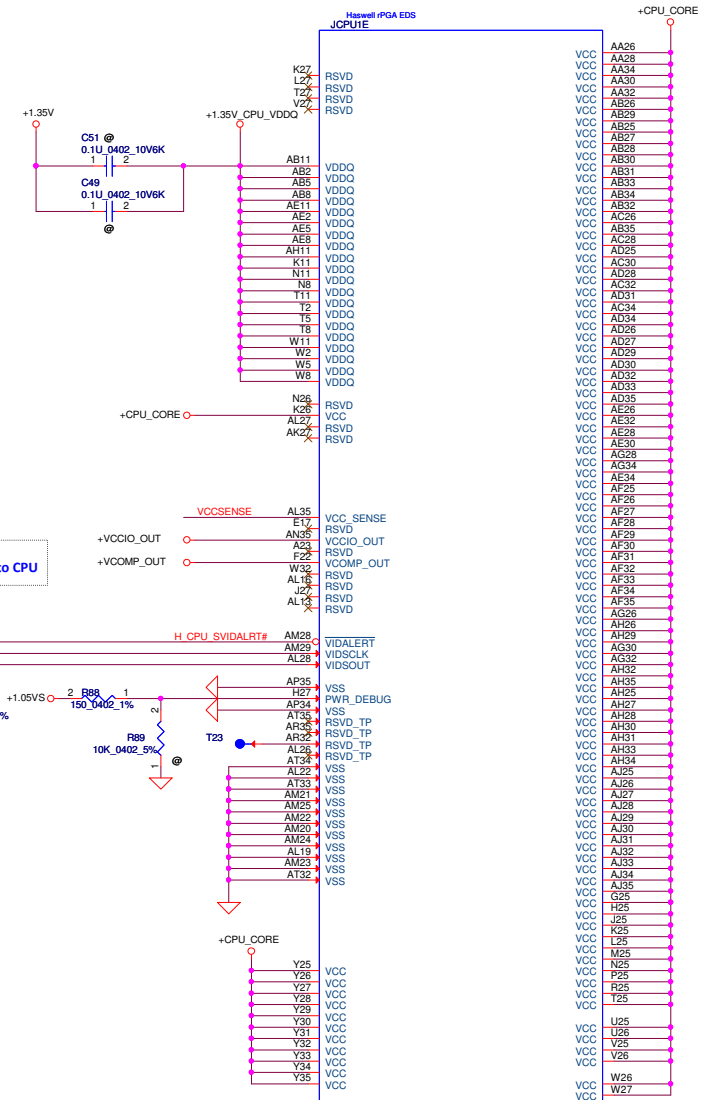 Haswell rPGA EDS
JCPU1E
+CPU_CORE
K27 RSVD
L27 RSVD
T27 RSVD
V27 RSVD
+1.35V
+1.35V_CPU_VDDQ
C51 @
0.1U_0402_10V6K
1 2
C49
0.1U_0402_10V6K
1 2
@
AB11 VDDQ
AB2 VDDQ
AB5 VDDQ
AB8 VDDQ
AE11 VDDQ
AE2 VDDQ
AE5 VDDQ
AE8 VDDQ
AH11 VDDQ
K11 VDDQ
N11 VDDQ
N8 VDDQ
T11 VDDQ
T2 VDDQ
T5 VDDQ
T8 VDDQ
W11 VDDQ
W2 VDDQ
W5 VDDQ
W8 VDDQ
N26 RSVD
+CPU_CORE K26 VCC
AL27 RSVD
AK27 RSVD
VCCSENSE AL35 VCC_SENSE
E17 RSVD
+VCCIO_OUT AN35 VCCIO_OUT
A23 RSVD
+VCOMP_OUT F22 VCOMP_OUT
W32 RSVD
AL16 RSVD
J27 RSVD
AL13 RSVD
to CPU
H_CPU_SVIDALRT# AM28 VIDALERT
AM29 VIDSCLK
AL28 VIDSOUT
AP35 VSS
+1.05VS 2 R88 1 H27 PWR_DEBUG
150_0402_1%
%
AP34 VSS
AT35 RSVD_TP
AR35 RSVD_TP
T23 AR32 RSVD_TP
AL26 RSVD_TP
2
R89
10K_0402_5%
1
@
AT34 VSS
AL22 VSS
AT33 VSS
AM21 VSS
AM25 VSS
AM22 VSS
AM20 VSS
AM24 VSS
AL19 VSS
AM23 VSS
AT32 VSS
+CPU_CORE
Y25 VCC
Y26 VCC
Y27 VCC
Y28 VCC
Y29 VCC
Y30 VCC
Y31 VCC
Y32 VCC
Y33 VCC
Y34 VCC
Y35 VCC
VCC AA26
VCC AA28
VCC AA34
VCC AA30
VCC AA32
VCC AB26
VCC AB29
VCC AB25
VCC AB27
VCC AB28
VCC AB30
VCC AB31
VCC AB33
VCC AB34
VCC AB32
VCC AC26
VCC AB35
VCC AC28
VCC AD25
VCC AC30
VCC AD28
VCC AC32
VCC AD31
VCC AC34
VCC AD34
VCC AD26
VCC AD27
VCC AD29
VCC AD30
VCC AD32
VCC AD33
VCC AD35
VCC AE26
VCC AE32
VCC AE28
VCC AE30
VCC AG28
VCC AG34
VCC AE34
VCC AF25
VCC AF26
VCC AF27
VCC AF28
VCC AF29
VCC AF30
VCC AF31
VCC AF32
VCC AF33
VCC AF34
VCC AF35
VCC AG26
VCC AH26
VCC AH29
VCC AG30
VCC AG32
VCC AH32
VCC AH35
VCC AH25
VCC AH27
VCC AH28
VCC AH30
VCC AH31
VCC AH33
VCC AH34
VCC AJ25
VCC AJ26
VCC AJ27
VCC AJ28
VCC AJ29
VCC AJ30
VCC AJ31
VCC AJ32
VCC AJ33
VCC AJ34
VCC AJ35
VCC G25
VCC H25
VCC J25
VCC K25
VCC L25
VCC M25
VCC N25
VCC P25
VCC R25
VCC T25
VCC U25
VCC U26
VCC V25
VCC V26
VCC W26
VCC W27